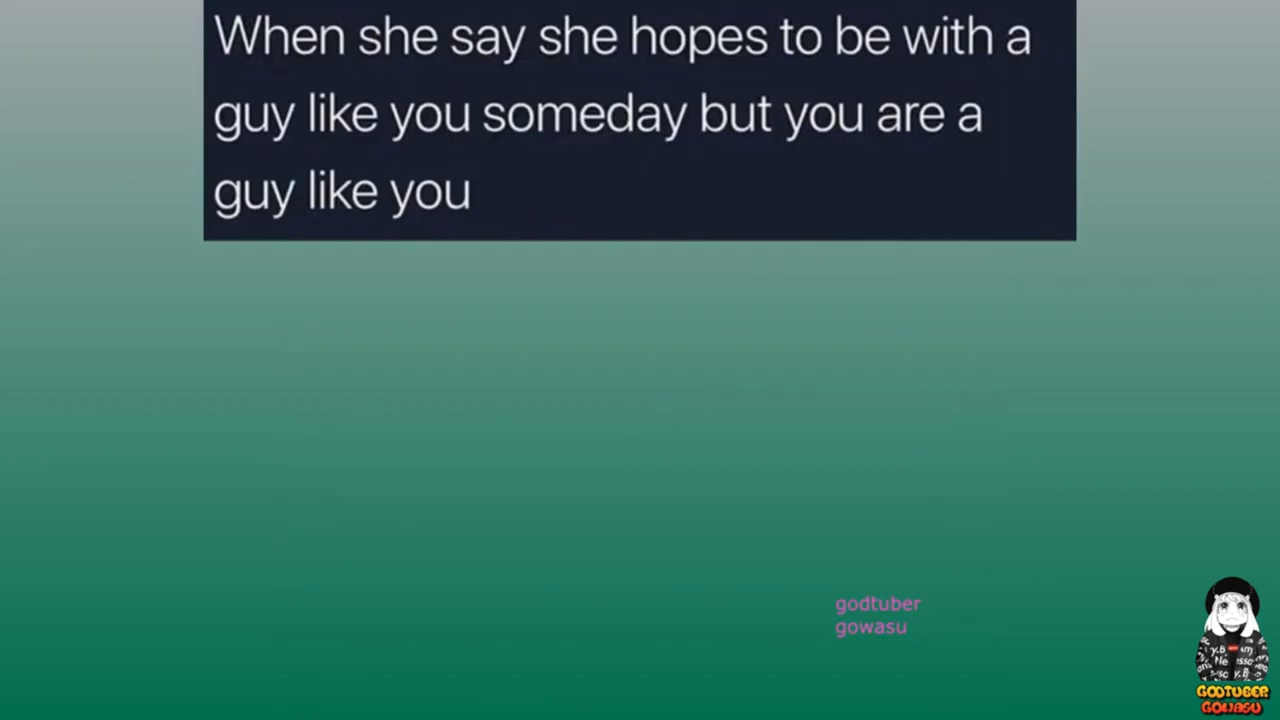 When she say she hopes to be with a
guy like you someday but you are a
guy like you
godtuber
gowasu
GODTUBER
GOWASU